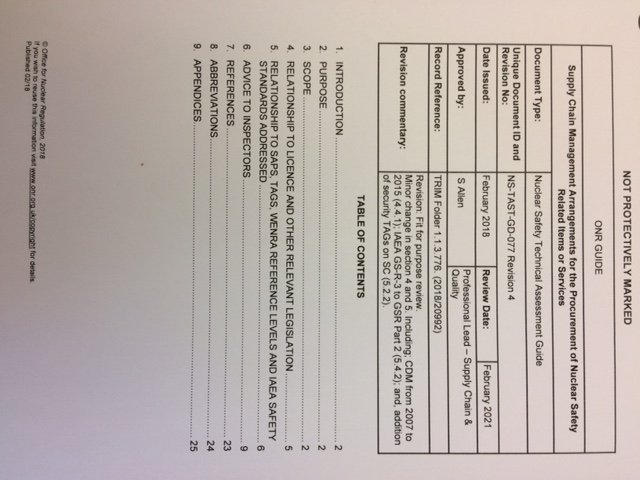 NOT PROTECTIVELY MARKED
ONR GUIDE
Supply Chain Management Arrangements for the Procurement of Nuclear Safety
Related Items or Services
Document Type: Nuclear Safety Technical Assessment Guide
Unique Document ID and
Revision No: NS-TAST-GD-077 Revision 4
Date Issued: February 2018 Review Date: February 2021
Approved by: S Allen Professional Lead – Supply Chain &
Quality
Record Reference: TRIM Folder 1.1.3.776. (2018/20992)
Revision commentary: Revision: Fit for purpose review.
Minor change in section 4 and 5. Including; CDM from 2007 to
2015 (4.4.1); IAEA GS-R-3 to GSR Part 2 (5.4.2); and, addition
of security TAGs on SC (5.2.2).
TABLE OF CONTENTS
1. INTRODUCTION 2
2. PURPOSE 2
3. SCOPE 2
4. RELATIONSHIP TO LICENCE AND OTHER RELEVANT LEGISLATION 5
5. RELATIONSHIP TO SAPS, TAGS, WENRA REFERENCE LEVELS AND IAEA SAFETY
STANDARDS ADDRESSED 6
6. ADVICE TO INSPECTORS 9
7. REFERENCES 23
8. ABBREVIATIONS 24
9. APPENDICES 25
© Office for Nuclear Regulation, 2018
If you wish to reuse this information visit www.onr.org.uk/copyright for details.
Published 02/18